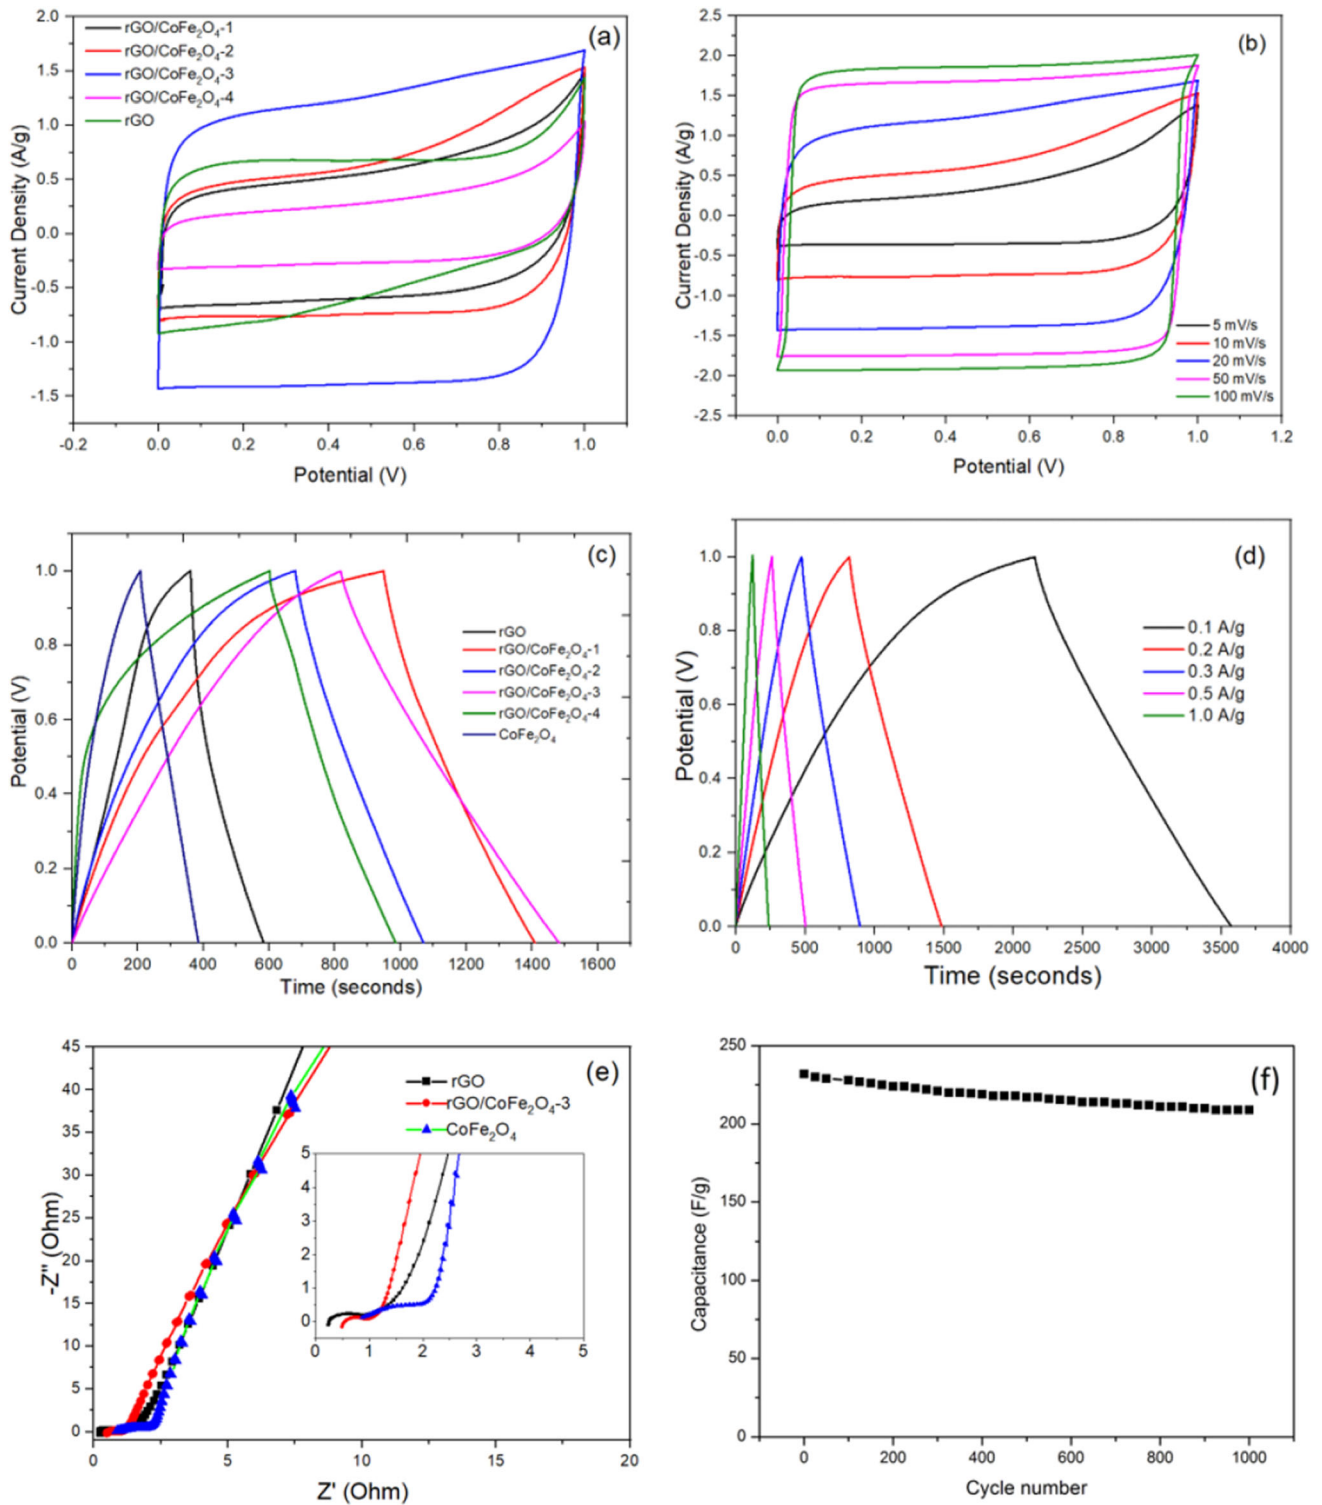 (a)
rGO/CoFe₂O₄-1
rGO/CoFe₂O₄-2
rGO/CoFe₂O₄-3
rGO/CoFe₂O₄-4
rGO
2.0
1.5
1.0
0.5
0.0
-0.5
-1.0
-1.5
Current Density (A/g)
-0.2 0.0 0.2 0.4 0.6 0.8 1.0
Potential (V)
(b)
2.5
2.0
1.5
1.0
0.5
0.0
-0.5
-1.0
-1.5
-2.0
-2.5
Current Density (A/g)
5 mV/s
10 mV/s
20 mV/s
50 mV/s
100 mV/s
0.0 0.2 0.4 0.6 0.8 1.0 1.2
Potential (V)
(c)
1.0
0.8
0.6
0.4
0.2
0.0
Potential (V)
rGO
rGO/CoFe₂O₄-1
rGO/CoFe₂O₄-2
rGO/CoFe₂O₄-3
rGO/CoFe₂O₄-4
CoFe₂O₄
0 200 400 600 800 1000 1200 1400 1600
Time (seconds)
(d)
1.0
0.8
0.6
0.4
0.2
0.0
Potential (V)
0.1 A/g
0.2 A/g
0.3 A/g
0.5 A/g
1.0 A/g
0 500 1000 1500 2000 2500 3000 3500 4000
Time (seconds)
(e)
45
40
35
30
25
20
15
10
5
0
-Z'' (Ohm)
rGO
rGO/CoFe₂O₄-3
CoFe₂O₄
5
4
3
2
1
0
0 1 2 3 4 5
0 5 10 15 20
Z' (Ohm)
(f)
250
200
150
100
50
0
Capacitance (F/g)
0 200 400 600 800 1000
Cycle number